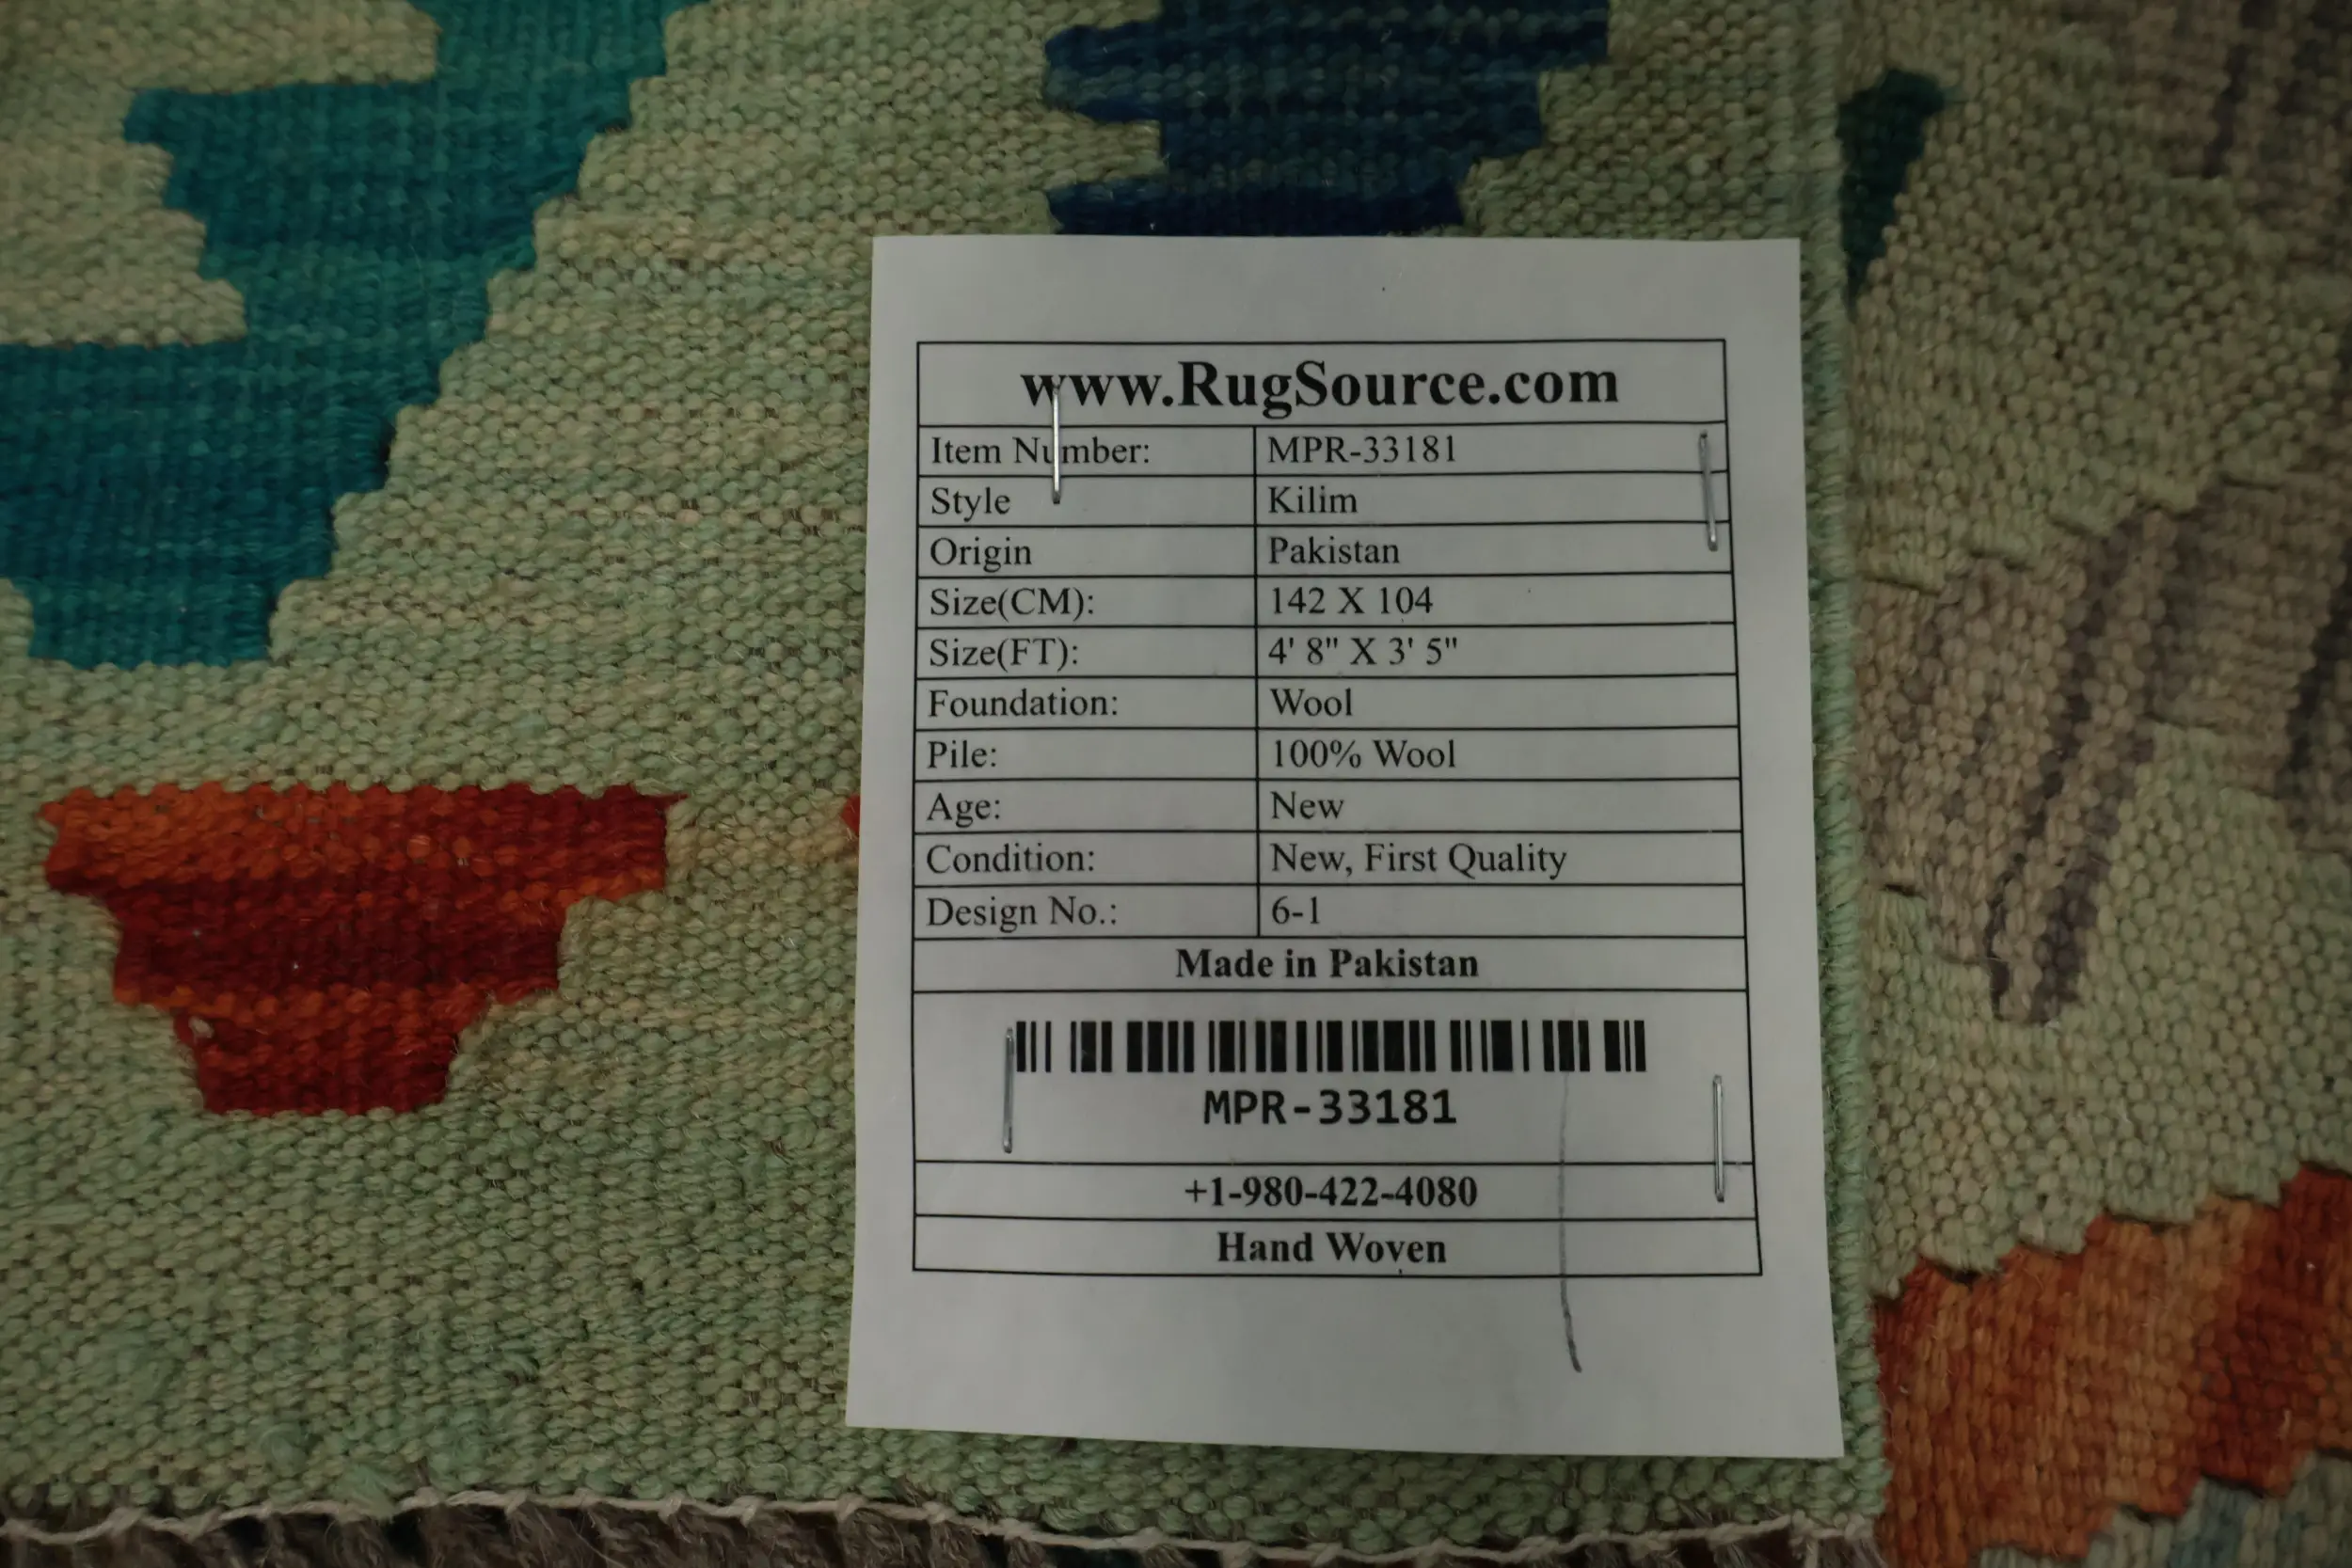 www.RugSource.com
Item Number: MPR-33181
Style Kilim
Origin Pakistan
Size(CM): 142 X 104
Size(FT): 4' 8" X 3' 5"
Foundation: Wool
Pile: 100% Wool
Age: New
Condition: New, First Quality
Design No.: 6-1
Made in Pakistan
MPR-33181
+1-980-422-4080
Hand Woven